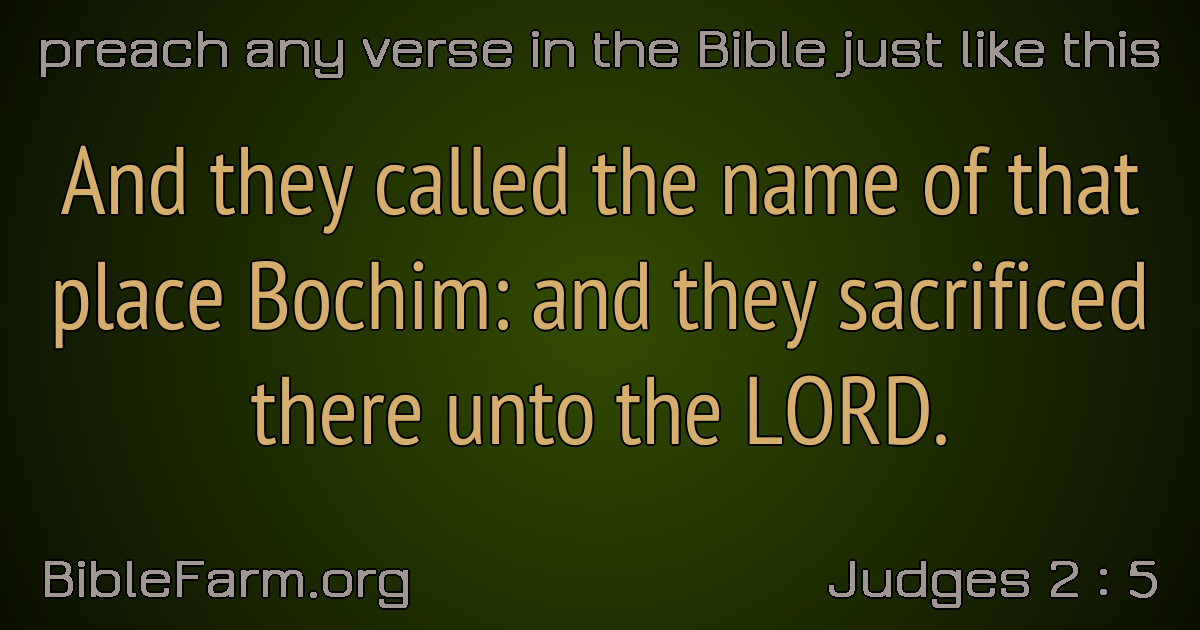 preach any verse in the Bible just like this
And they called the name of that
place Bochim: and they sacrificed
there unto the LORD.
BibleFarm.org
Judges 2 : 5